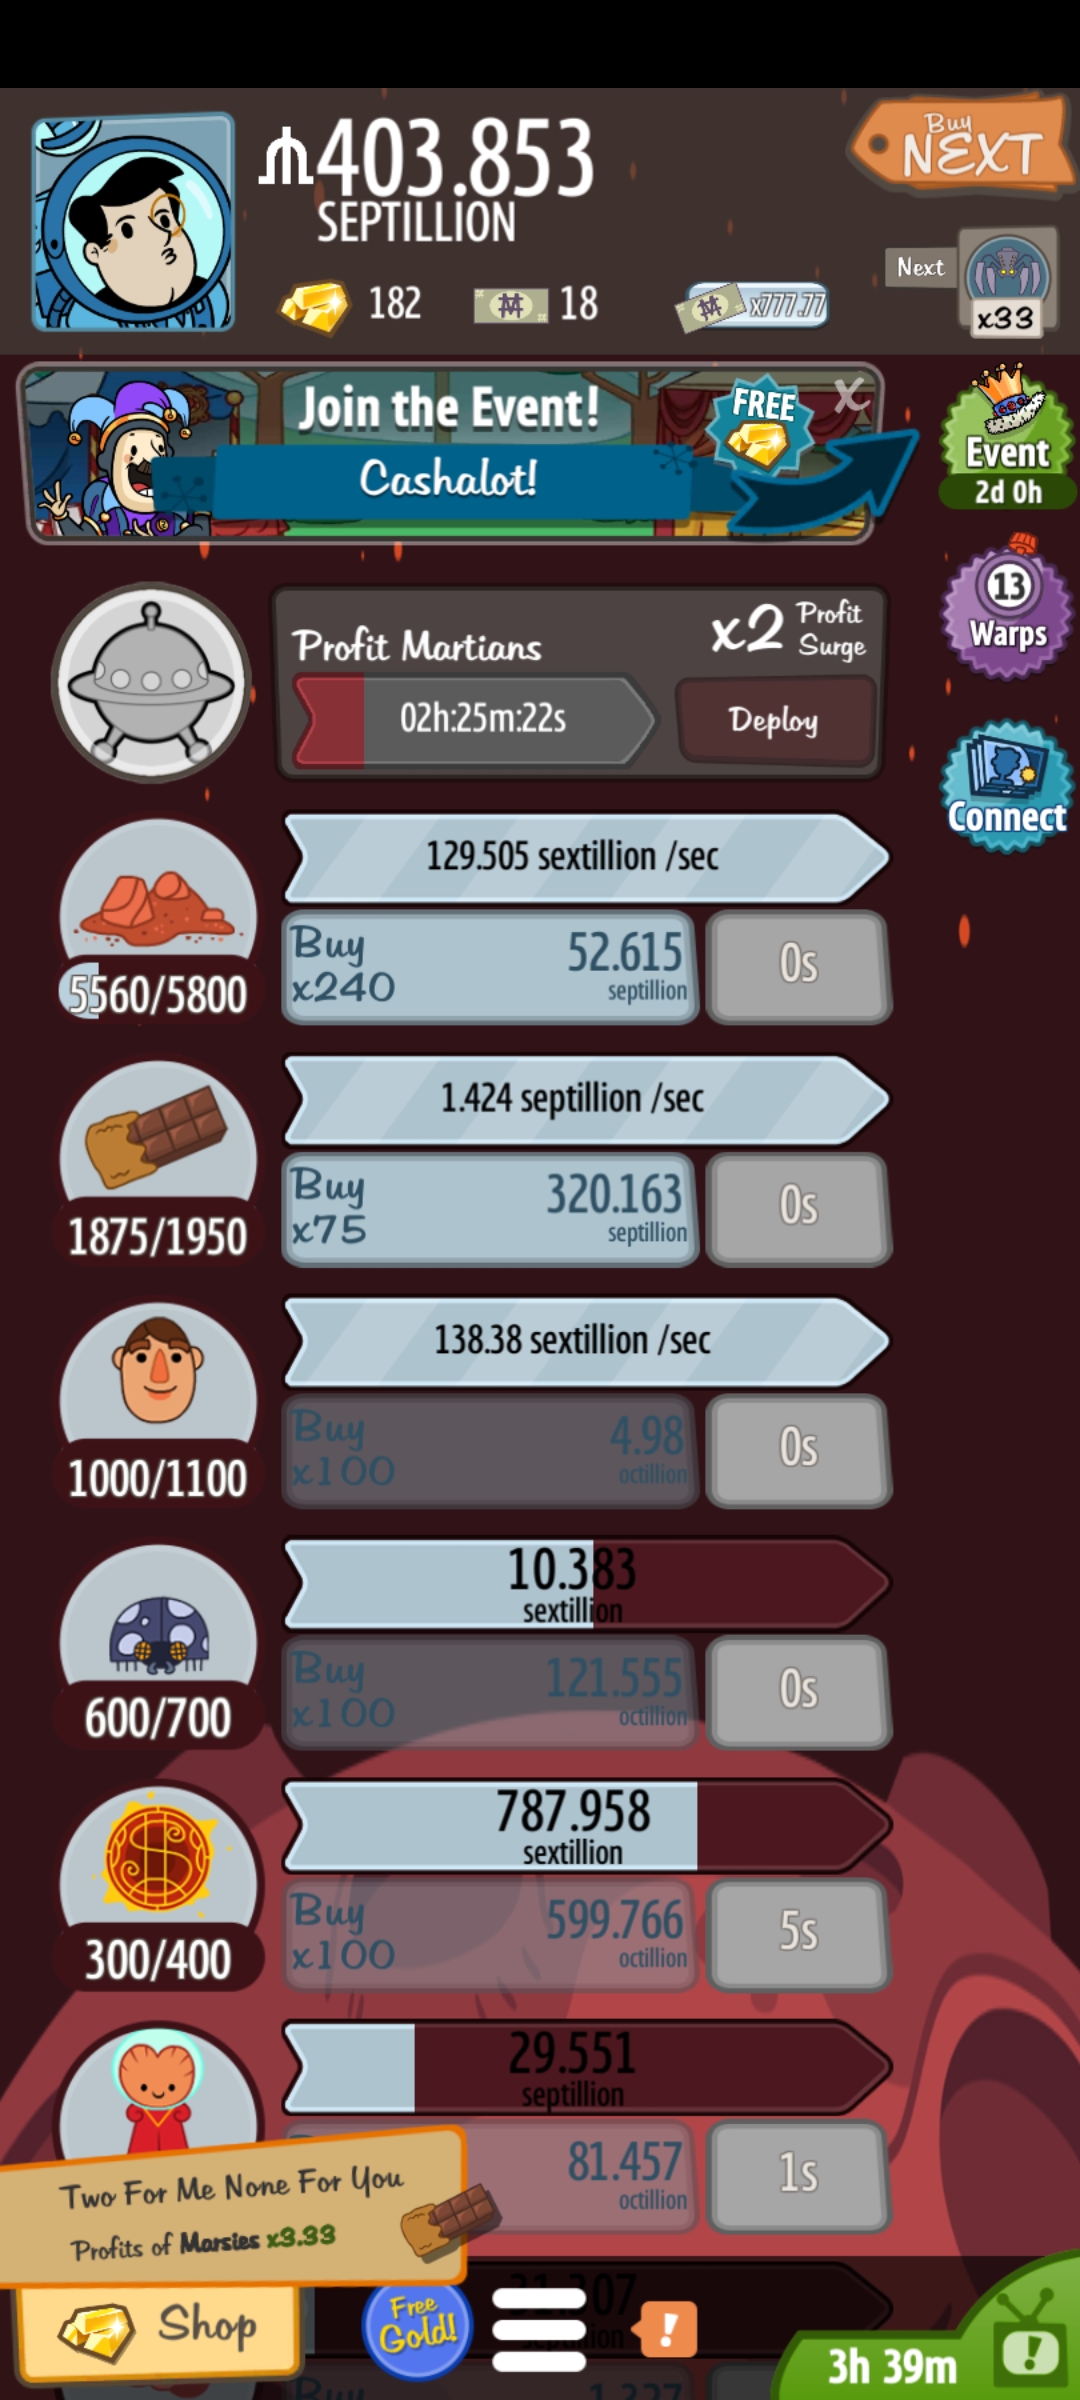 403.853
SEPTILLION
Buy
NEXT
182
18
x777.77
Next
x33
Join the Event!
Cashalot!
FREE
X
Event
2d 0h
Profit Martians
x2 Profit Surge
02h:25m:22s
Deploy
13
Warps
Connect
129.505 sextillion /sec
Buy
x240
52.615
septillion
0s
5560/5800
1.424 septillion /sec
Buy
x75
320.163
septillion
0s
1875/1950
138.38 sextillion /sec
Buy
x100
4.98
octillion
0s
1000/1100
10.383
sextillion
Buy
x100
121.555
octillion
0s
600/700
787.958
sextillion
Buy
x100
599.766
octillion
5s
300/400
29.551
septillion
81.457
octillion
1s
Two For Me None For You
Profits of Marsies x3.33
Shop
Free
Gold!
!
3h 39m
!
Buy
1.327